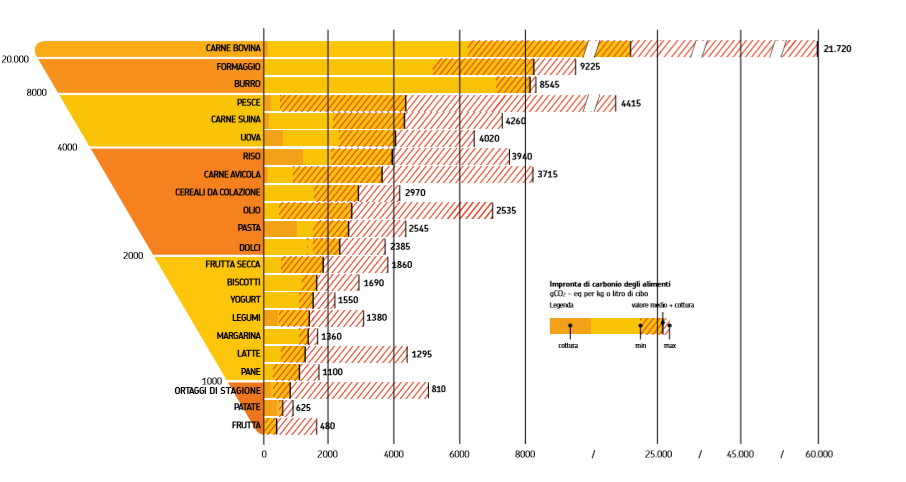 CARNE BOVINA 21.720
20.000
FORMAGGIO 9225
BURRO 8545
8000
PESCE 4415
CARNE SUINA 4260
UOVA 4020
4000
RISO 3940
CARNE AVICOLA 3715
CEREALI DA COLAZIONE 2970
OLIO 2535
PASTA 2545
DOLCI 2385
2000
FRUTTA SECCA 1860
BISCOTTI 1690
YOGURT 1550
LEGUMI 1380
MARGARINA 1360
LATTE 1295
PANE 1100
1000
ORTAGGI DI STAGIONE 810
PATATE 625
FRUTTA 480
0 2000 4000 6000 8000 / 25.000 / 45.000 / 60.000
Impronta di carbonio degli alimenti
gCO₂ – eq per kg o litro di cibo
Legenda valore medio + cottura
cottura min max